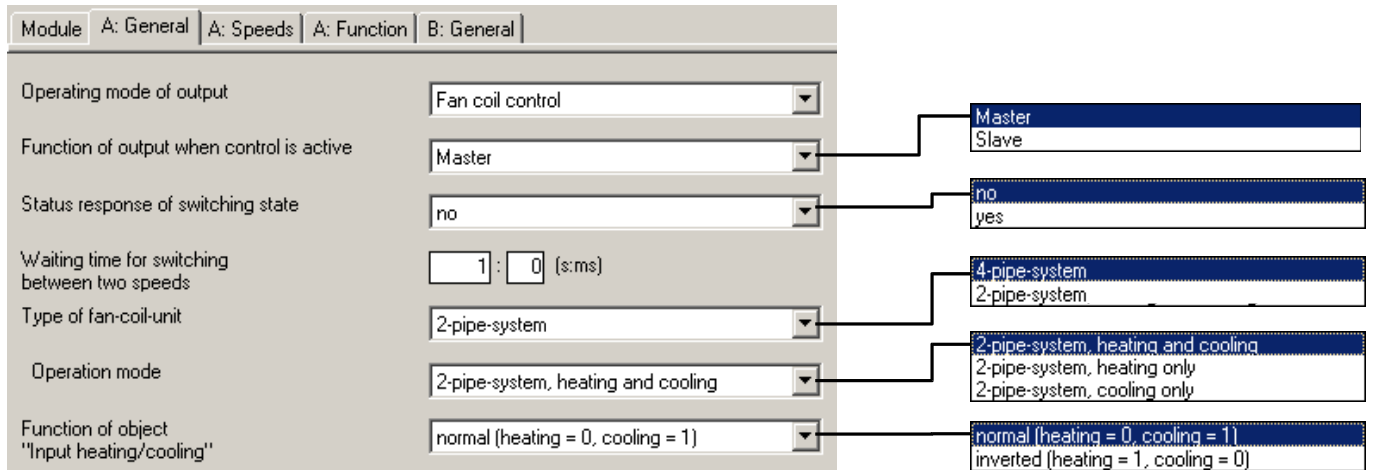 Module A: General A: Speeds A: Function B: General
Operating mode of output Fan coil control
Function of output when control is active Master
Master
Slave
Status response of switching state no
no
yes
Waiting time for switching
between two speeds 1 : 0 (s:ms)
Type of fan-coil-unit 2-pipe-system
4-pipe-system
2-pipe-system
Operation mode 2-pipe-system, heating and cooling
2-pipe-system, heating and cooling
2-pipe-system, heating only
2-pipe-system, cooling only
Function of object
"Input heating/cooling" normal (heating = 0, cooling = 1)
normal (heating = 0, cooling = 1)
inverted (heating = 1, cooling = 0)